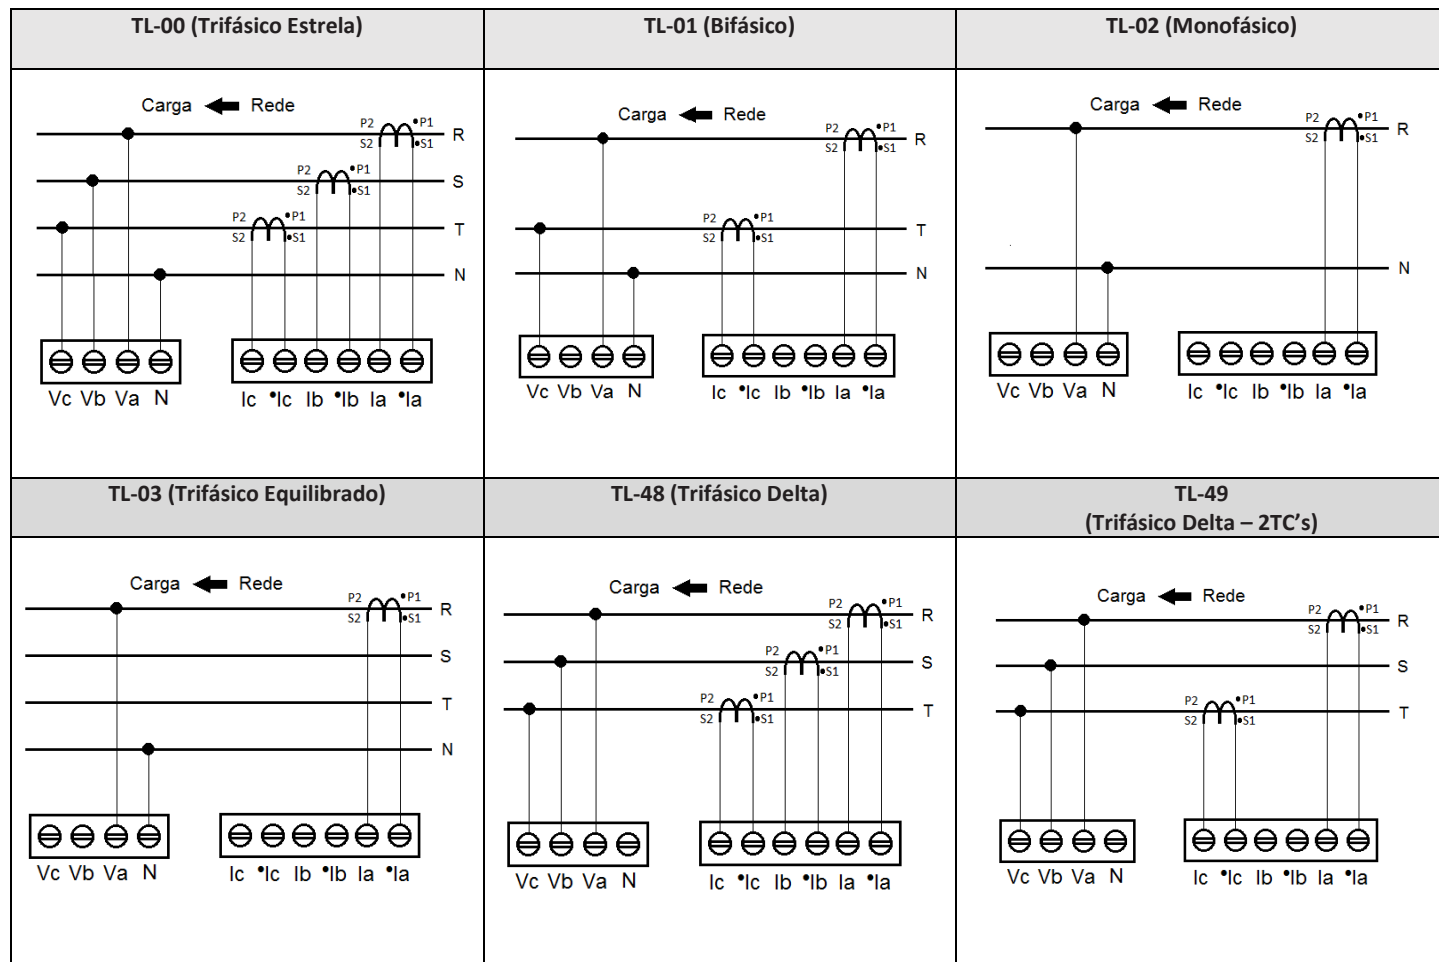 TL-00 (Trifásico Estrela)
Carga Rede
P2 •P1 R
S2 •S1
P2 •P1 S
S2 •S1
P2 •P1 T
S2 •S1
N
Vc Vb Va N Ic •Ic Ib •Ib Ia •Ia
TL-01 (Bifásico)
Carga Rede
P2 •P1 R
S2 •S1
P2 •P1 T
S2 •S1
N
Vc Vb Va N Ic •Ic Ib •Ib Ia •Ia
TL-02 (Monofásico)
Carga Rede
P2 •P1 R
S2 •S1
N
Vc Vb Va N Ic •Ic Ib •Ib Ia •Ia
TL-03 (Trifásico Equilibrado)
Carga Rede
P2 •P1 R
S2 •S1
S
T
N
Vc Vb Va N Ic •Ic Ib •Ib Ia •Ia
TL-48 (Trifásico Delta)
Carga Rede
P2 •P1 R
S2 •S1
P2 •P1 S
S2 •S1
P2 •P1 T
S2 •S1
Vc Vb Va N Ic •Ic Ib •Ib Ia •Ia
TL-49
(Trifásico Delta – 2TC’s)
Carga Rede
P2 •P1 R
S2 •S1
S
P2 •P1 T
S2 •S1
Vc Vb Va N Ic •Ic Ib •Ib Ia •Ia